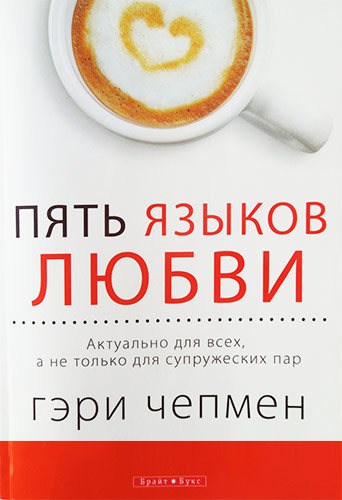 ПЯТЬ ЯЗЫКОВ
ЛЮБВИ
Актуально для всех,
а не только для супружеских пар
гэри чепмен
Брайт★Букс